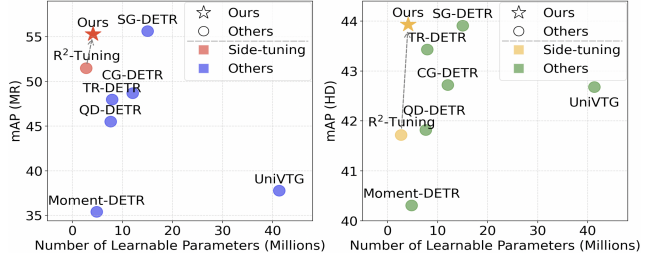 Ours
SG-DETR
R²-Tuning
CG-DETR
TR-DETR
QD-DETR
UniVTG
Moment-DETR
Ours
Others
Side-tuning
Others
55
50
45
40
35
mAP (MR)
0 10 20 30 40
Number of Learnable Parameters (Millions)
Ours
SG-DETR
TR-DETR
CG-DETR
UniVTG
QD-DETR
R²-Tuning
Moment-DETR
Ours
Others
Side-tuning
Others
44
43
42
41
40
mAP (HD)
0 10 20 30 40
Number of Learnable Parameters (Millions)